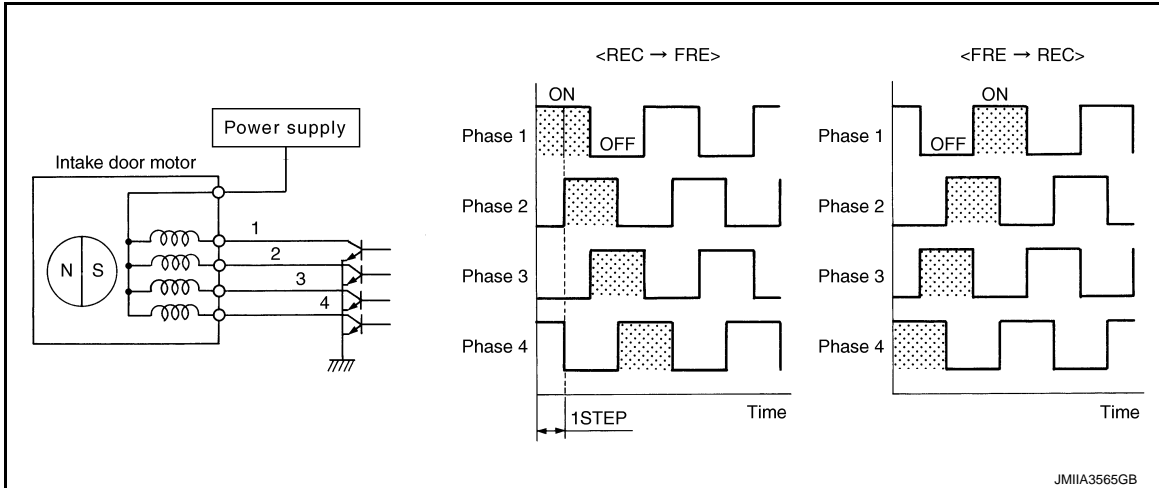 <REC → FRE>
<FRE → REC>
Power supply
Intake door motor
N S
1
2
3
4
ON
OFF
Phase 1
Phase 2
Phase 3
Phase 4
1STEP
Time
ON
OFF
Phase 1
Phase 2
Phase 3
Phase 4
Time
JMIIA3565GB